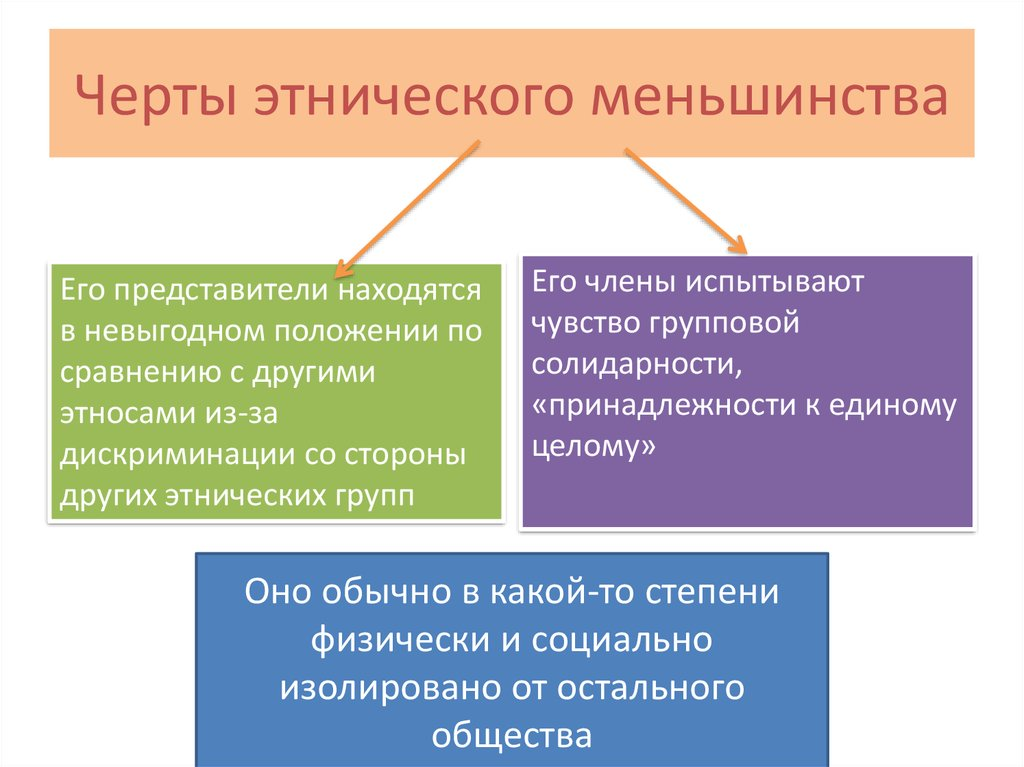 Черты этнического меньшинства
Его представители находятся
в невыгодном положении по
сравнению с другими
этносами из-за
дискриминации со стороны
других этнических групп
Его члены испытывают
чувство групповой
солидарности,
«принадлежности к единому
целому»
Оно обычно в какой-то степени
физически и социально
изолировано от остального
общества